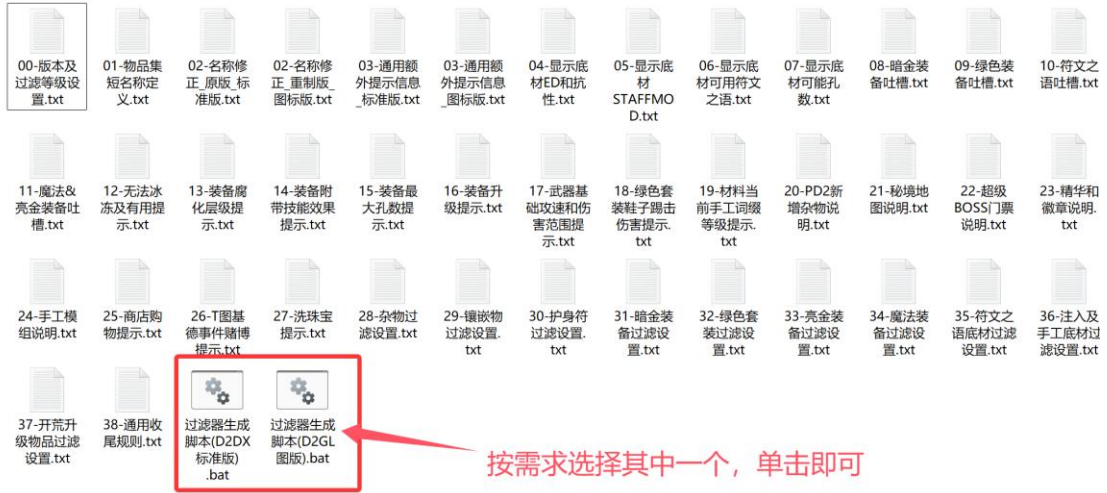 00-版本及
过滤等级设
置.txt
01-物品集
短名称定
义.txt
02-名称修
正_原版_标
准版.txt
02-名称修
正_重制版_
图标版.txt
03-通用额
外提示信息
_标准版.txt
03-通用额
外提示信息
_图标版.txt
04-显示底
材ED和抗
性.txt
05-显示底
材
STAFFMO
D.txt
06-显示底
材可用符文
之语.txt
07-显示底
材可能孔
数.txt
08-暗金装
备吐槽.txt
09-绿色装
备吐槽.txt
10-符文之
语吐槽.txt
11-魔法&
亮金装备吐
槽.txt
12-无法冰
冻及有用提
示.txt
13-装备腐
化层级提
示.txt
14-装备附
带技能效果
提示.txt
15-装备最
大孔数提
示.txt
16-装备升
级提示.txt
17-武器基
础攻速和伤
害范围提
示.txt
18-绿色套
装鞋子踢击
伤害提示.
txt
19-材料当
前手工词缀
等级提示.
txt
20-PD2新
增杂物说
明.txt
21-秘境地
图说明.txt
22-超级
BOSS门票
说明.txt
23-精华和
徽章说明.
txt
24-手工模
组说明.txt
25-商店购
物提示.txt
26-T图基
德事件赌博
提示.txt
27-洗珠宝
提示.txt
28-杂物过
滤设置.txt
29-镶嵌物
过滤设置.
txt
30-护身符
过滤设置.
txt
31-暗金装
备过滤设
置.txt
32-绿色套
装过滤设
置.txt
33-亮金装
备过滤设
置.txt
34-魔法装
备过滤设
置.txt
35-符文之
语底材过滤
设置.txt
36-注入及
手工底材过
滤设置.txt
37-开荒升
级物品过滤
设置.txt
38-通用收
尾规则.txt
过滤器生成
脚本(D2DX
标准版)
.bat
过滤器生成
脚本(D2GL
图版).bat
按需求选择其中一个，单击即可